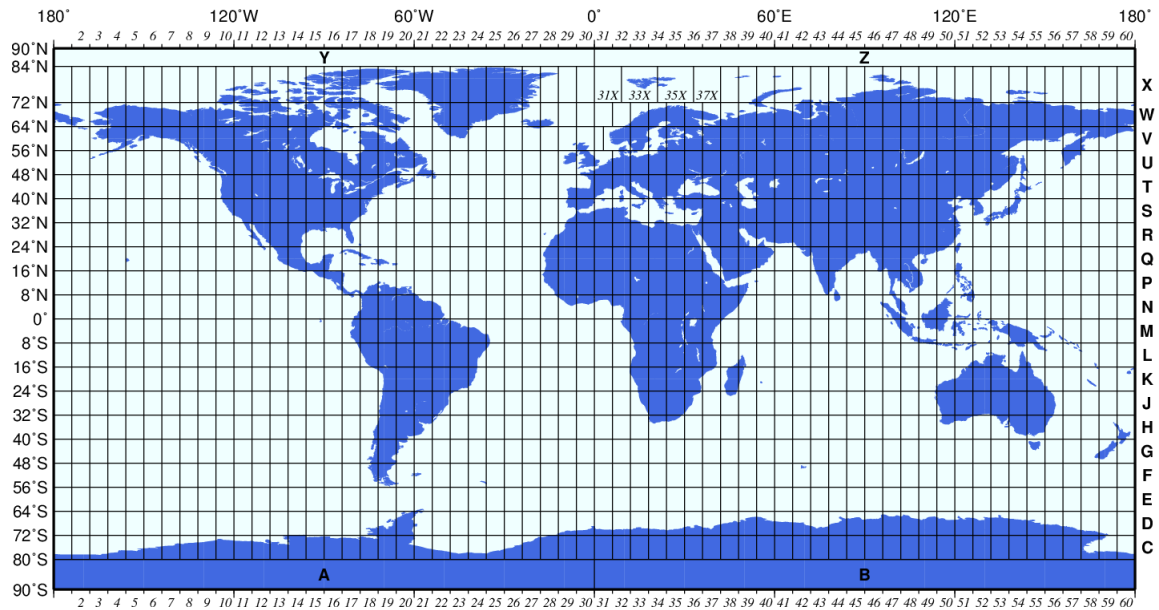 180° 120°W 60°W 0° 60°E 120°E 180°
2 3 4 5 6 7 8 9 10 11 12 13 14 15 16 17 18 19 20 21 22 23 24 25 26 27 28 29 30 31 32 33 34 35 36 37 38 39 40 41 42 43 44 45 46 47 48 49 50 51 52 53 54 55 56 57 58 59 60
90°N
Y Z
84°N
X
31X 33X 35X 37X
72°N
W
64°N
V
56°N
U
48°N
T
40°N
S
32°N
R
24°N
Q
16°N
P
8°N
N
0°
M
8°S
L
16°S
K
24°S
J
32°S
H
40°S
G
48°S
F
56°S
E
64°S
D
72°S
C
80°S
A B
90°S
2 3 4 5 6 7 8 9 10 11 12 13 14 15 16 17 18 19 20 21 22 23 24 25 26 27 28 29 30 31 32 33 34 35 36 37 38 39 40 41 42 43 44 45 46 47 48 49 50 51 52 53 54 55 56 57 58 59 60
180° 120°W 60°W 0° 60°E 120°E 180°